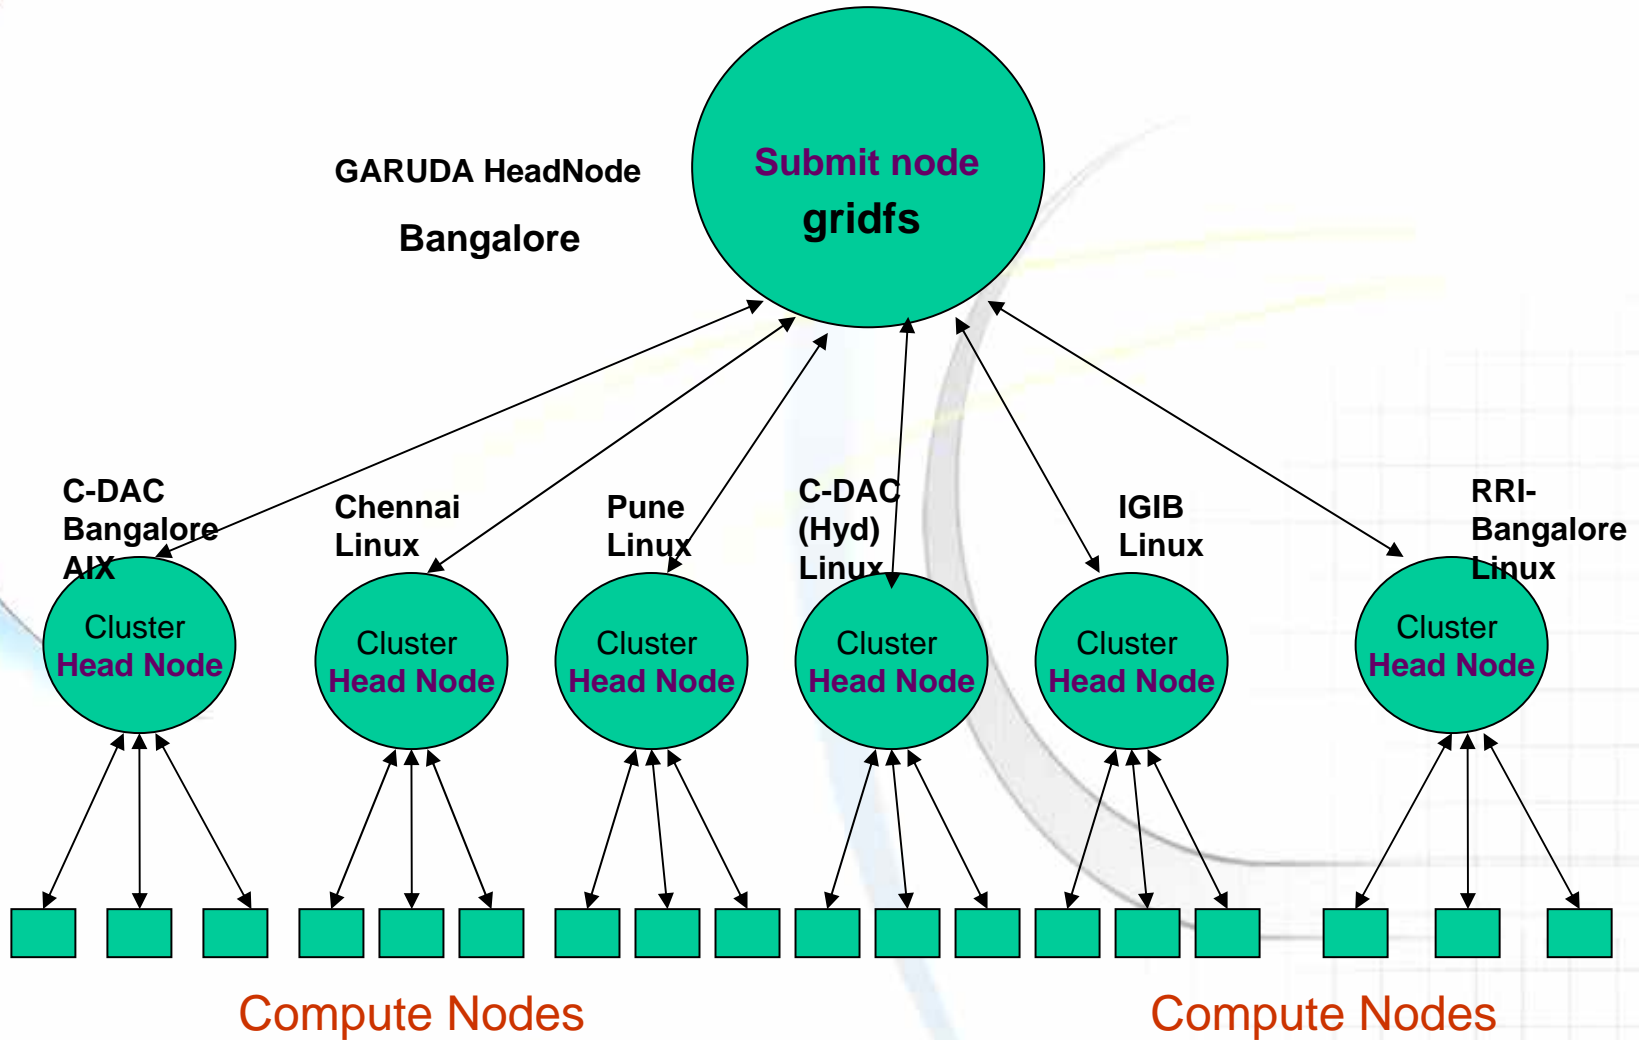 GARUDA HeadNode
Bangalore
Submit node
gridfs
C-DAC
Bangalore
AIX
Chennai
Linux
Pune
Linux
C-DAC
(Hyd)
Linux
IGIB
Linux
RRI-
Bangalore
Linux
Cluster
Head Node
Cluster
Head Node
Cluster
Head Node
Cluster
Head Node
Cluster
Head Node
Cluster
Head Node
Compute Nodes
Compute Nodes